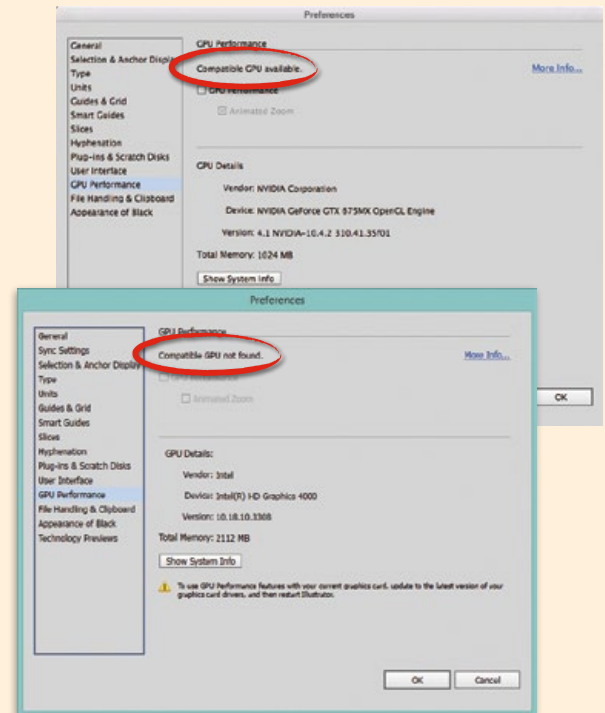 Preferences
General
Selection & Anchor Display
Type
Units
Guides & Grid
Smart Guides
Slices
Hyphenation
Plug-ins & Scratch Disks
User Interface
GPU Performance
File Handling & Clipboard
Appearance of Black
GPU Performance
Compatible GPU available.
More Info...
GPU Performance
Animated Zoom
GPU Details
Vendor: NVIDIA Corporation
Device: NVIDIA GeForce GTX 675MX OpenGL Engine
Version: 4.1 NVIDIA-10.4.2 310.41.35f01
Total Memory: 1024 MB
Show System Info
OK
Preferences
General
Sync Settings
Selection & Anchor Display
Type
Units
Guides & Grid
Smart Guides
Slices
Hyphenation
Plug-ins & Scratch Disks
User Interface
GPU Performance
File Handling & Clipboard
Appearance of Black
Technology Previews
GPU Performance
Compatible GPU not found.
More Info...
GPU Performance
Animated Zoom
GPU Details:
Vendor: Intel
Device: Intel(R) HD Graphics 4000
Version: 10.18.10.3308
Total Memory: 2112 MB
Show System Info
To use GPU Performance features with your current graphics card, update to the latest version of your
graphics card drivers, and then restart Illustrator.
OK
Cancel